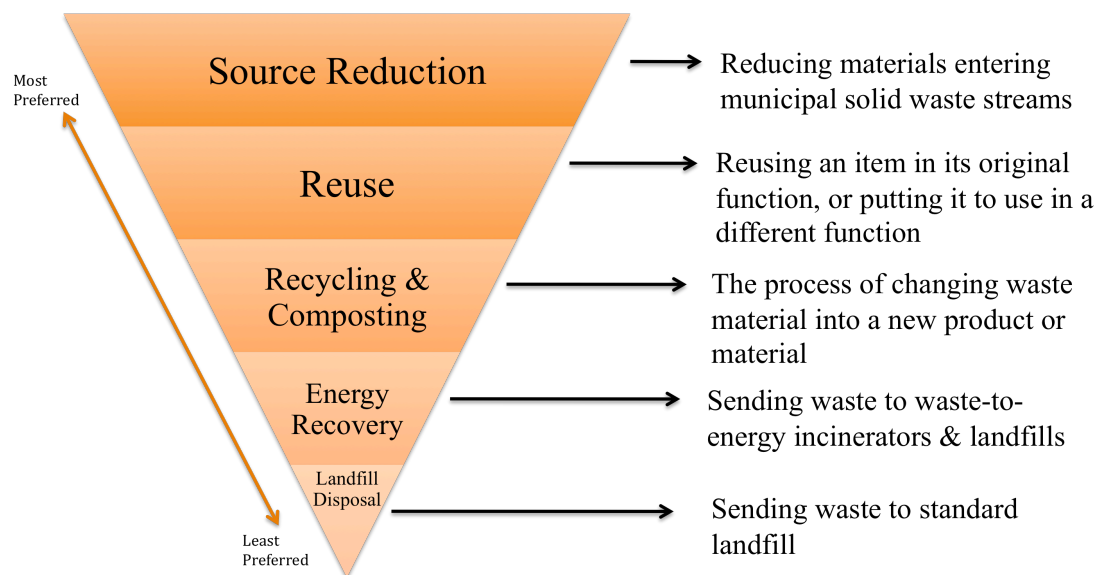 Most
Preferred
Source Reduction
Reducing materials entering
municipal solid waste streams
Reuse
Reusing an item in its original
function, or putting it to use in a
different function
Recycling &
Composting
The process of changing waste
material into a new product or
material
Energy
Recovery
Sending waste to waste-to-
energy incinerators & landfills
Landfill
Disposal
Sending waste to standard
landfill
Least
Preferred